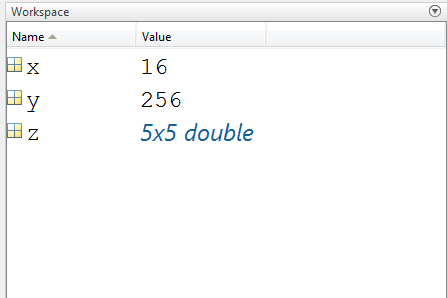 Workspace
Name Value
x 16
y 256
z 5x5 double